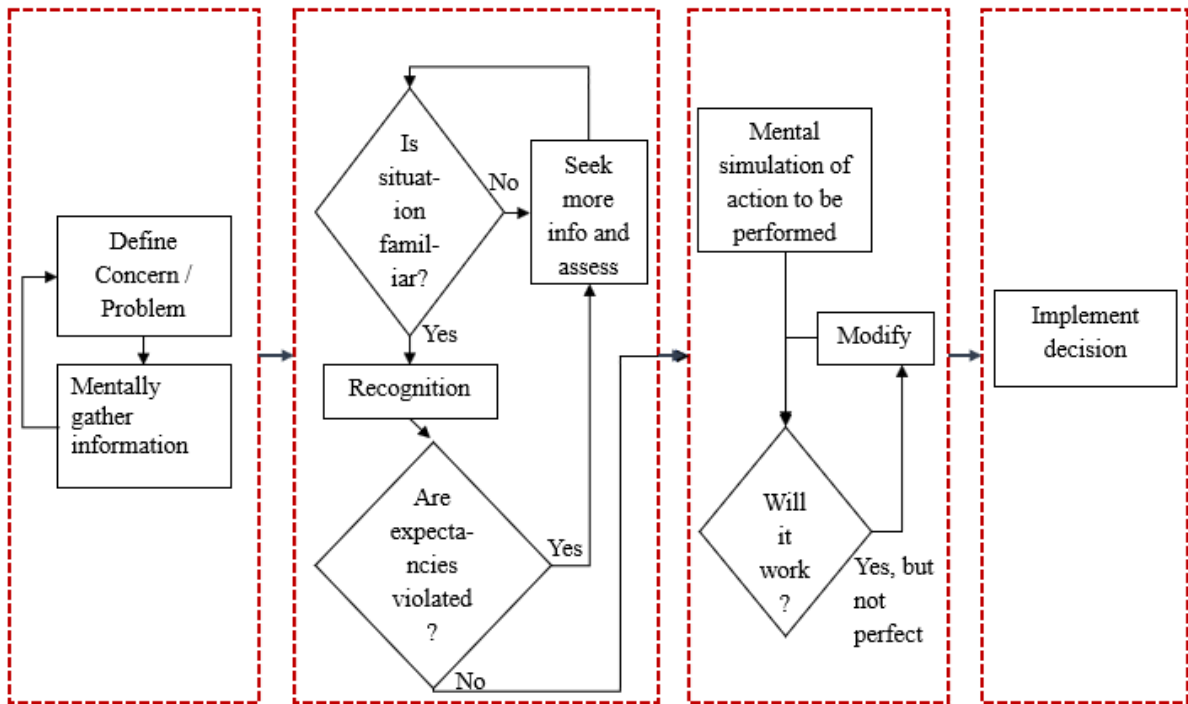 Define
Concern /
Problem
Mentally
gather
information
Is
situat-
ion
famil-
iar?
No
Seek
more
info and
assess
Yes
Recognition
Are
expecta-
ncies
violated
?
Yes
No
Mental
simulation of
action to be
performed
Modify
Will
it
work
?
Yes, but
not
perfect
Implement
decision